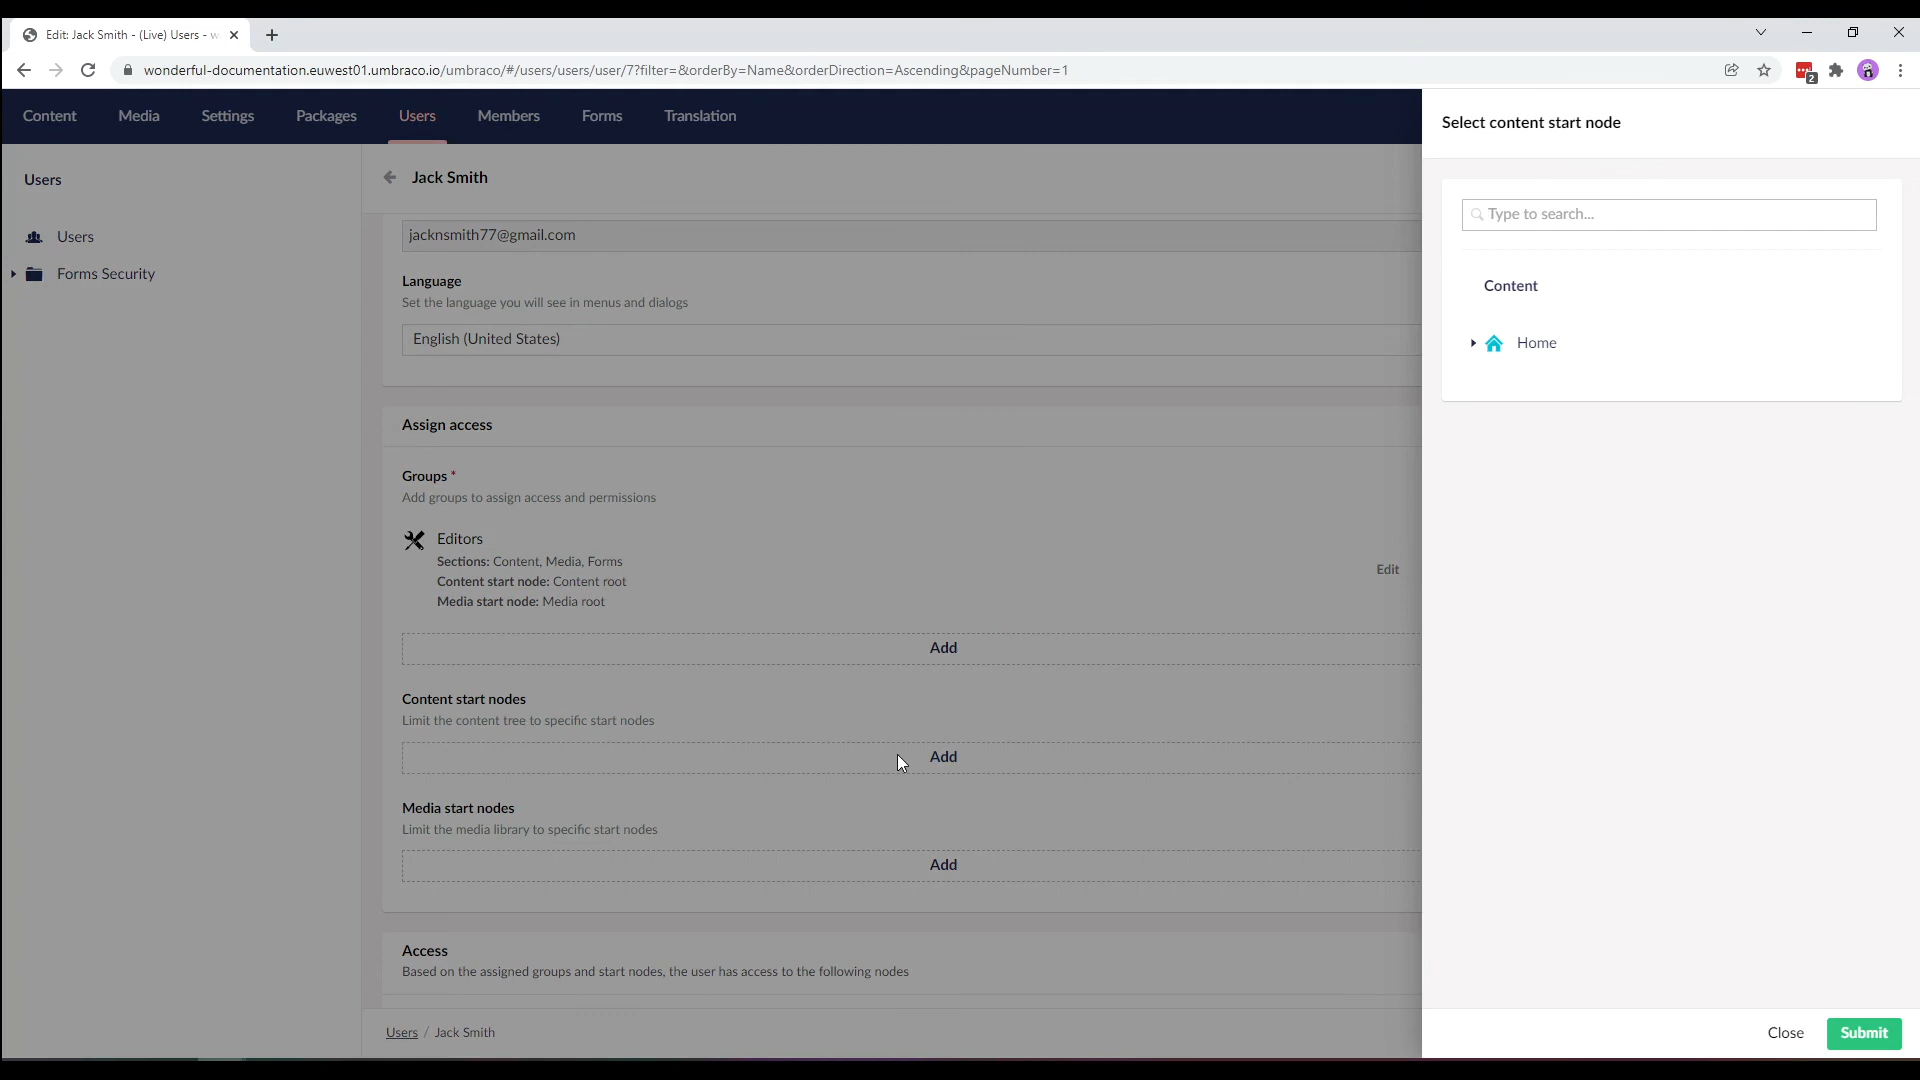 Edit: Jack Smith - (Live) Users - w
wonderful-documentation.euwest01.umbraco.io/umbraco/#/users/users/user/7?filter=&orderBy=Name&orderDirection=Ascending&pageNumber=1
2
Content Media Settings Packages Users Members Forms Translation
Users
Users
Forms Security
Jack Smith
jacknsmith77@gmail.com
Language
Set the language you will see in menus and dialogs
English (United States)
Assign access
Groups *
Add groups to assign access and permissions
Editors
Sections: Content, Media, Forms
Content start node: Content root
Media start node: Media root
Edit
Add
Content start nodes
Limit the content tree to specific start nodes
Add
Media start nodes
Limit the media library to specific start nodes
Add
Access
Based on the assigned groups and start nodes, the user has access to the following nodes
Users / Jack Smith
Select content start node
Type to search...
Content
Home
Close Submit